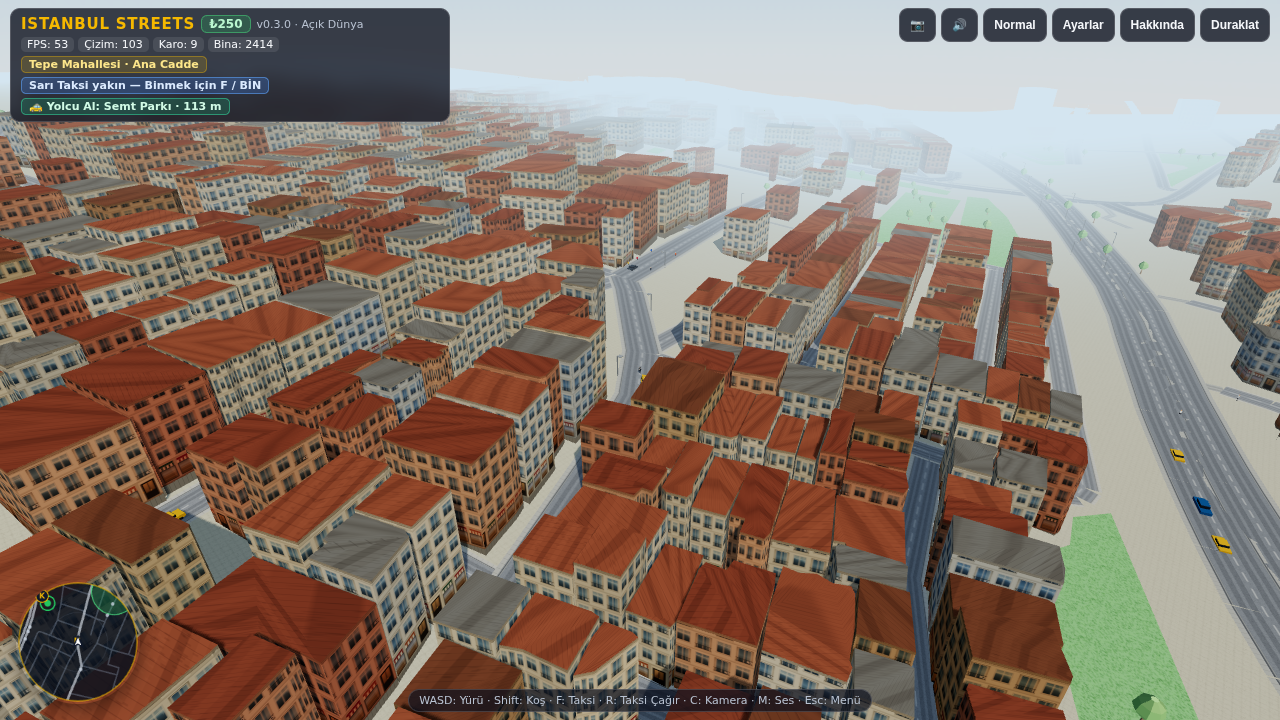 ISTANBUL STREETS ₺250 v0.3.0 · Açık Dünya
FPS: 53 Çizim: 103 Karo: 9 Bina: 2414
Tepe Mahallesi · Ana Cadde
Sarı Taksi yakın — Binmek için F / BİN
🚕 Yolcu Al: Semt Parkı · 113 m
📷 🔊 Normal Ayarlar Hakkında Duraklat
K
WASD: Yürü · Shift: Koş · F: Taksi · R: Taksi Çağır · C: Kamera · M: Ses · Esc: Menü